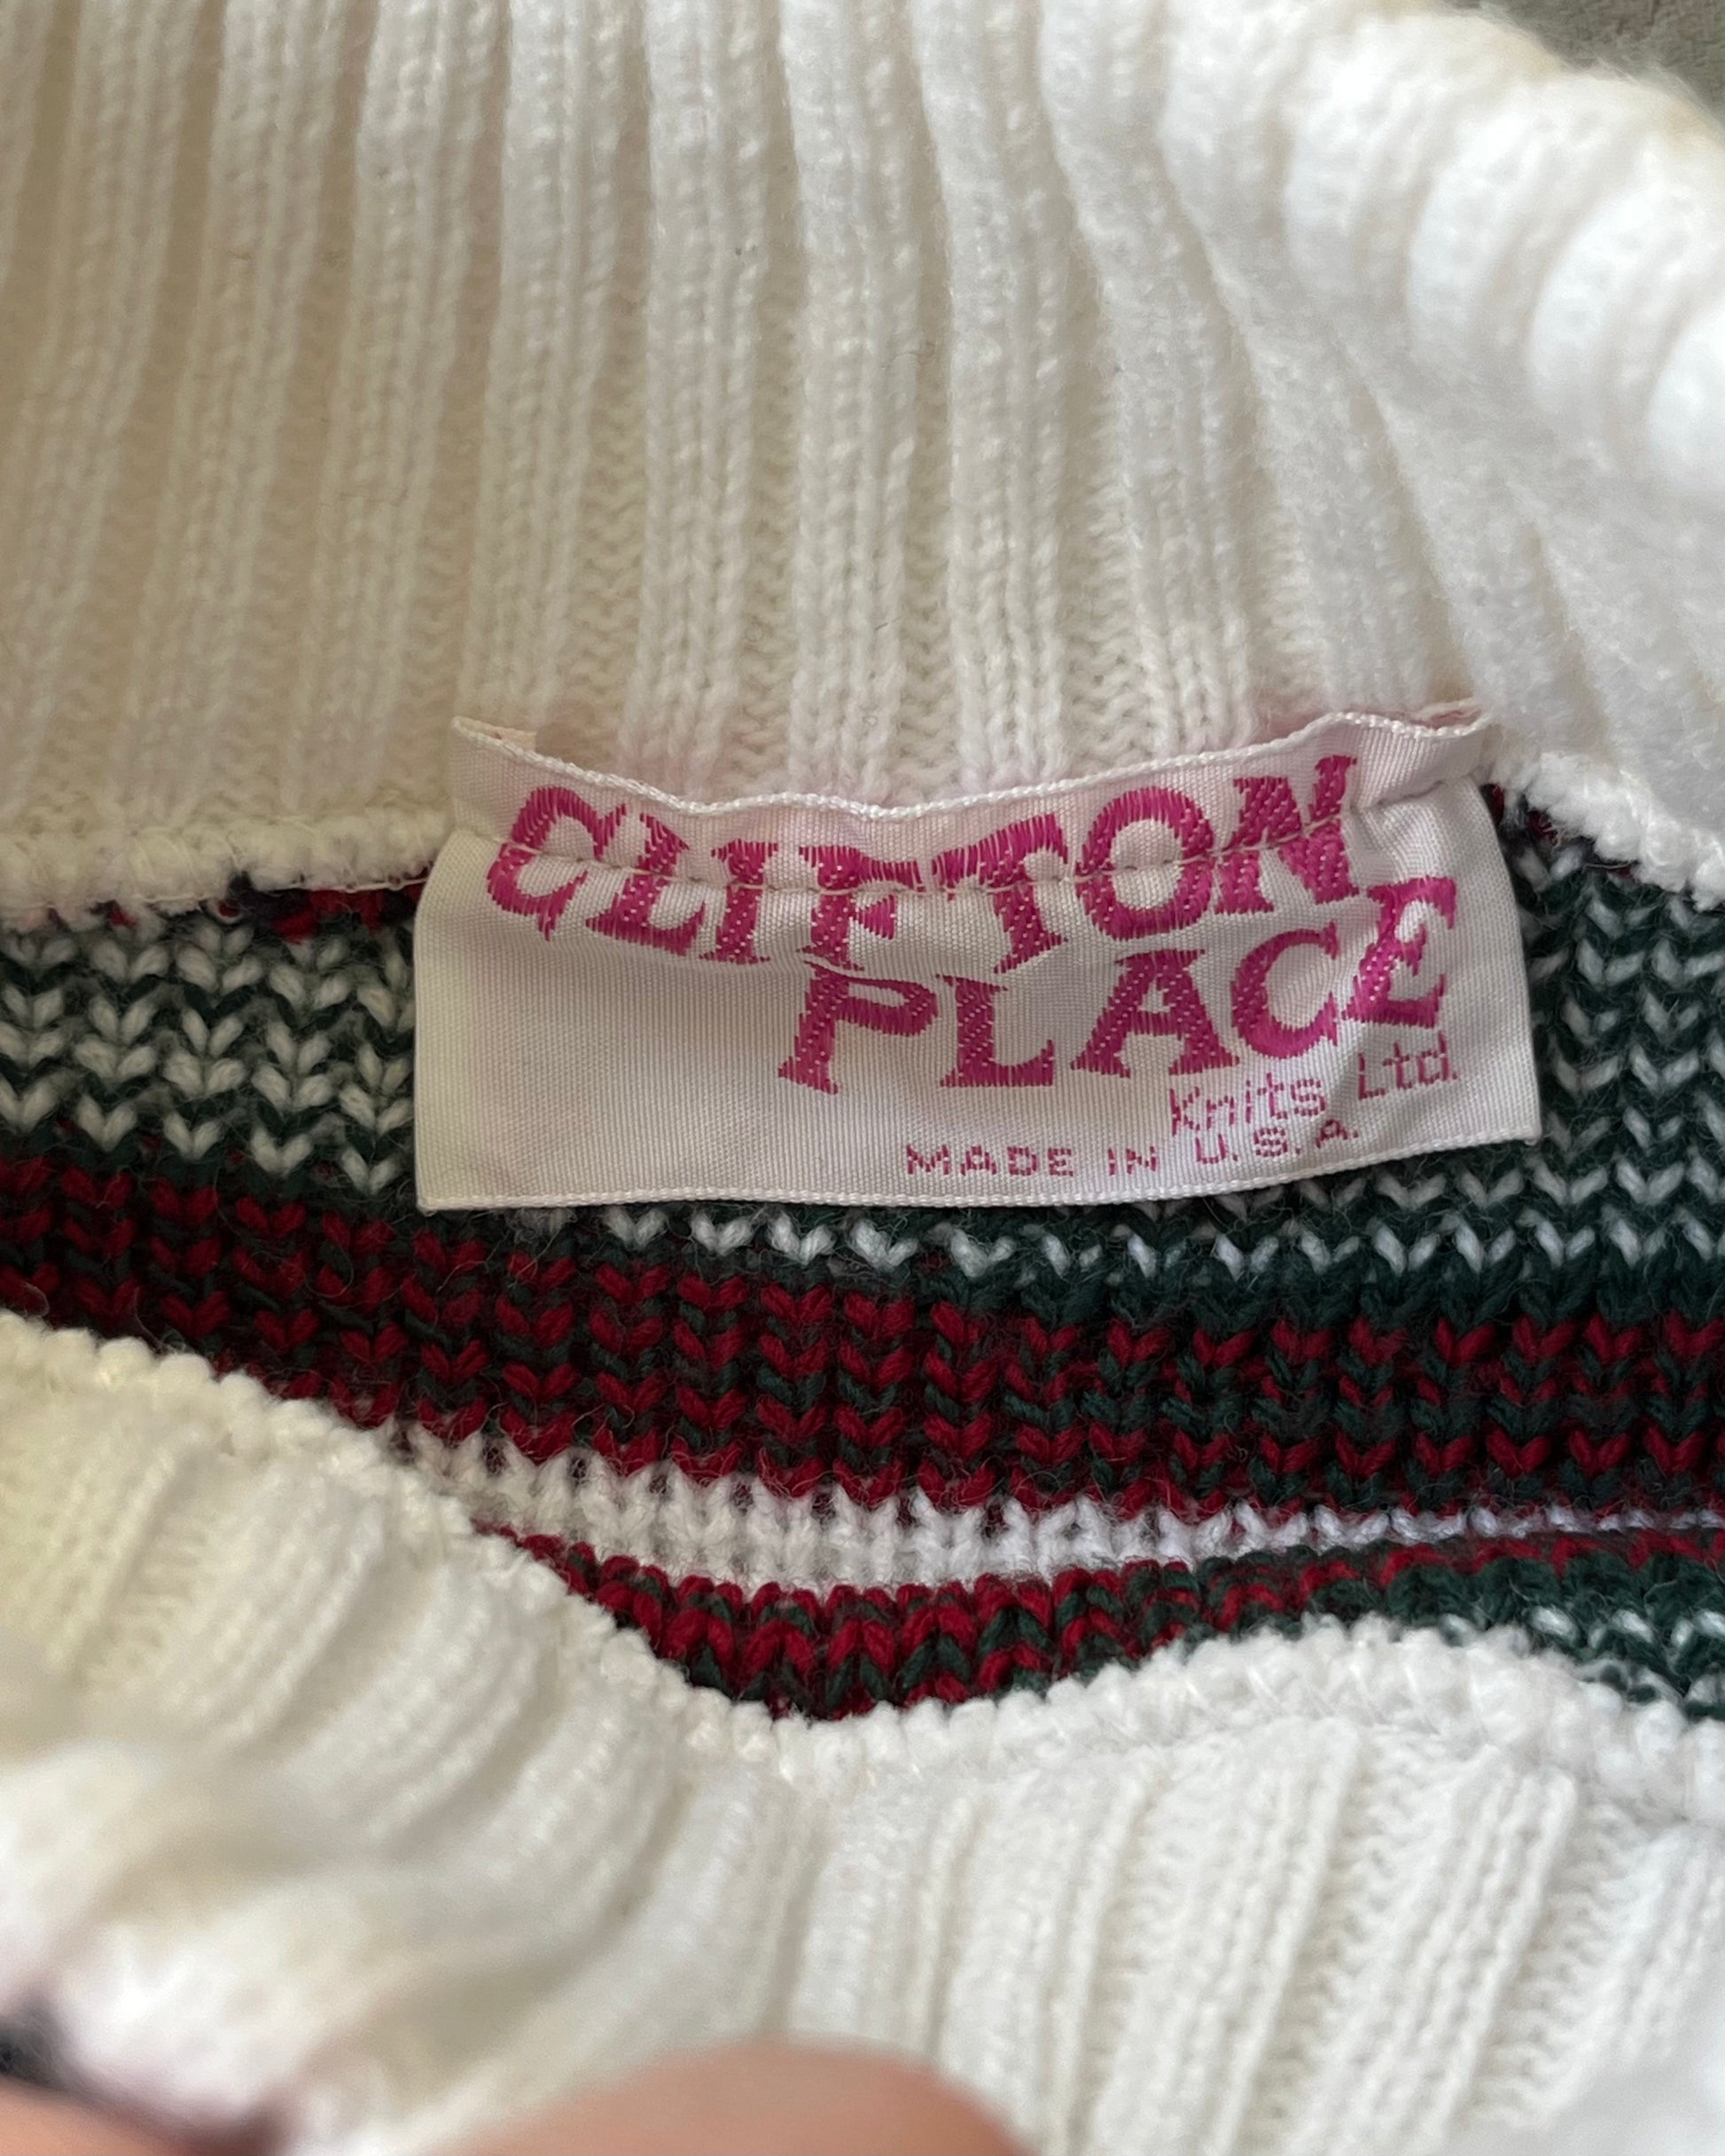 CLIFTON
PLACE
Knits Ltd.
MADE IN U.S.A.